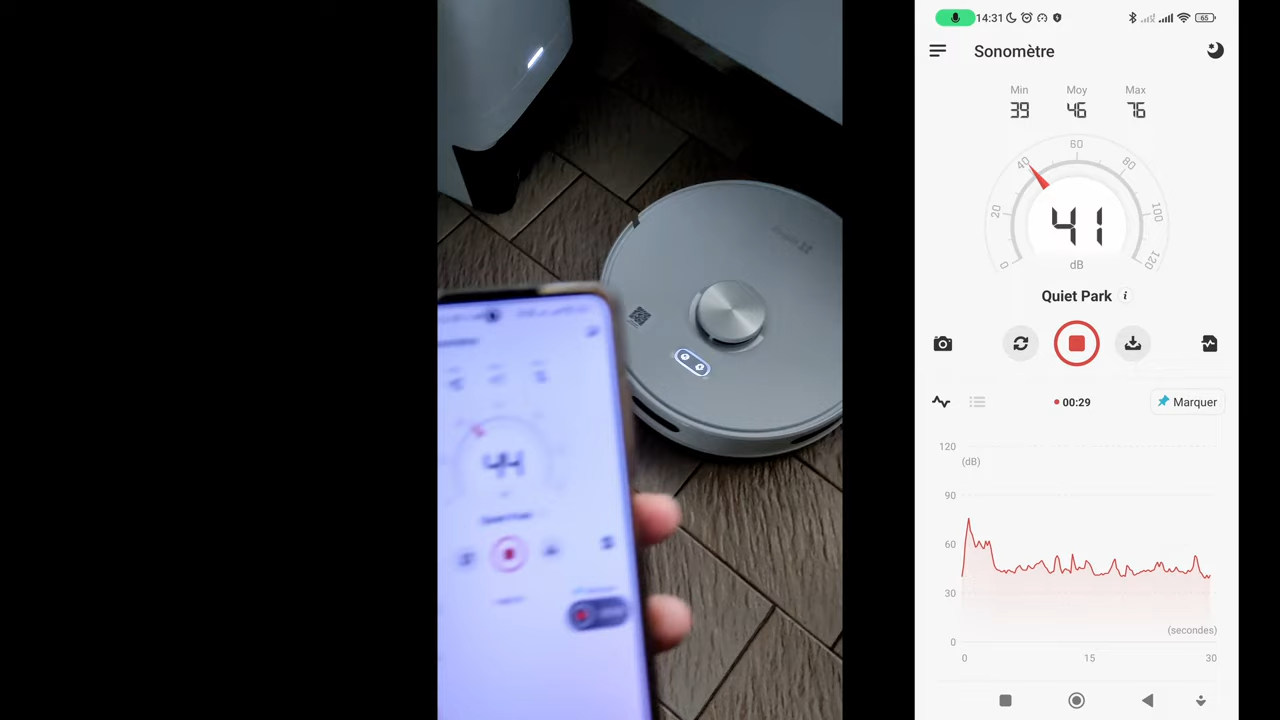 14:31
65
Sonomètre
Min Moy Max
39 46 76
0 20 40 60 80 100 120
41
dB
Quiet Park i
00:29
Marquer
120
(dB)
90
60
30
(secondes)
0
0 15 30
44